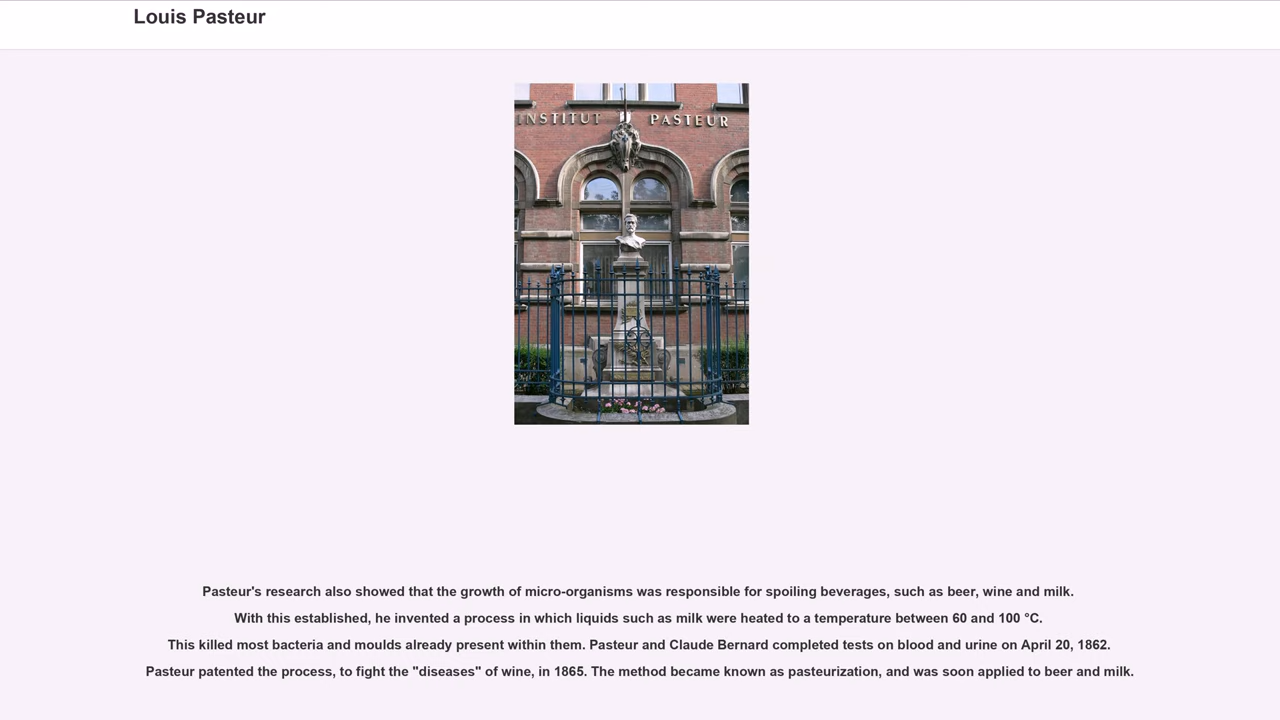 Louis Pasteur
INSTITUT PASTEUR
Pasteur's research also showed that the growth of micro-organisms was responsible for spoiling beverages, such as beer, wine and milk.
With this established, he invented a process in which liquids such as milk were heated to a temperature between 60 and 100 °C.
This killed most bacteria and moulds already present within them. Pasteur and Claude Bernard completed tests on blood and urine on April 20, 1862.
Pasteur patented the process, to fight the "diseases" of wine, in 1865. The method became known as pasteurization, and was soon applied to beer and milk.